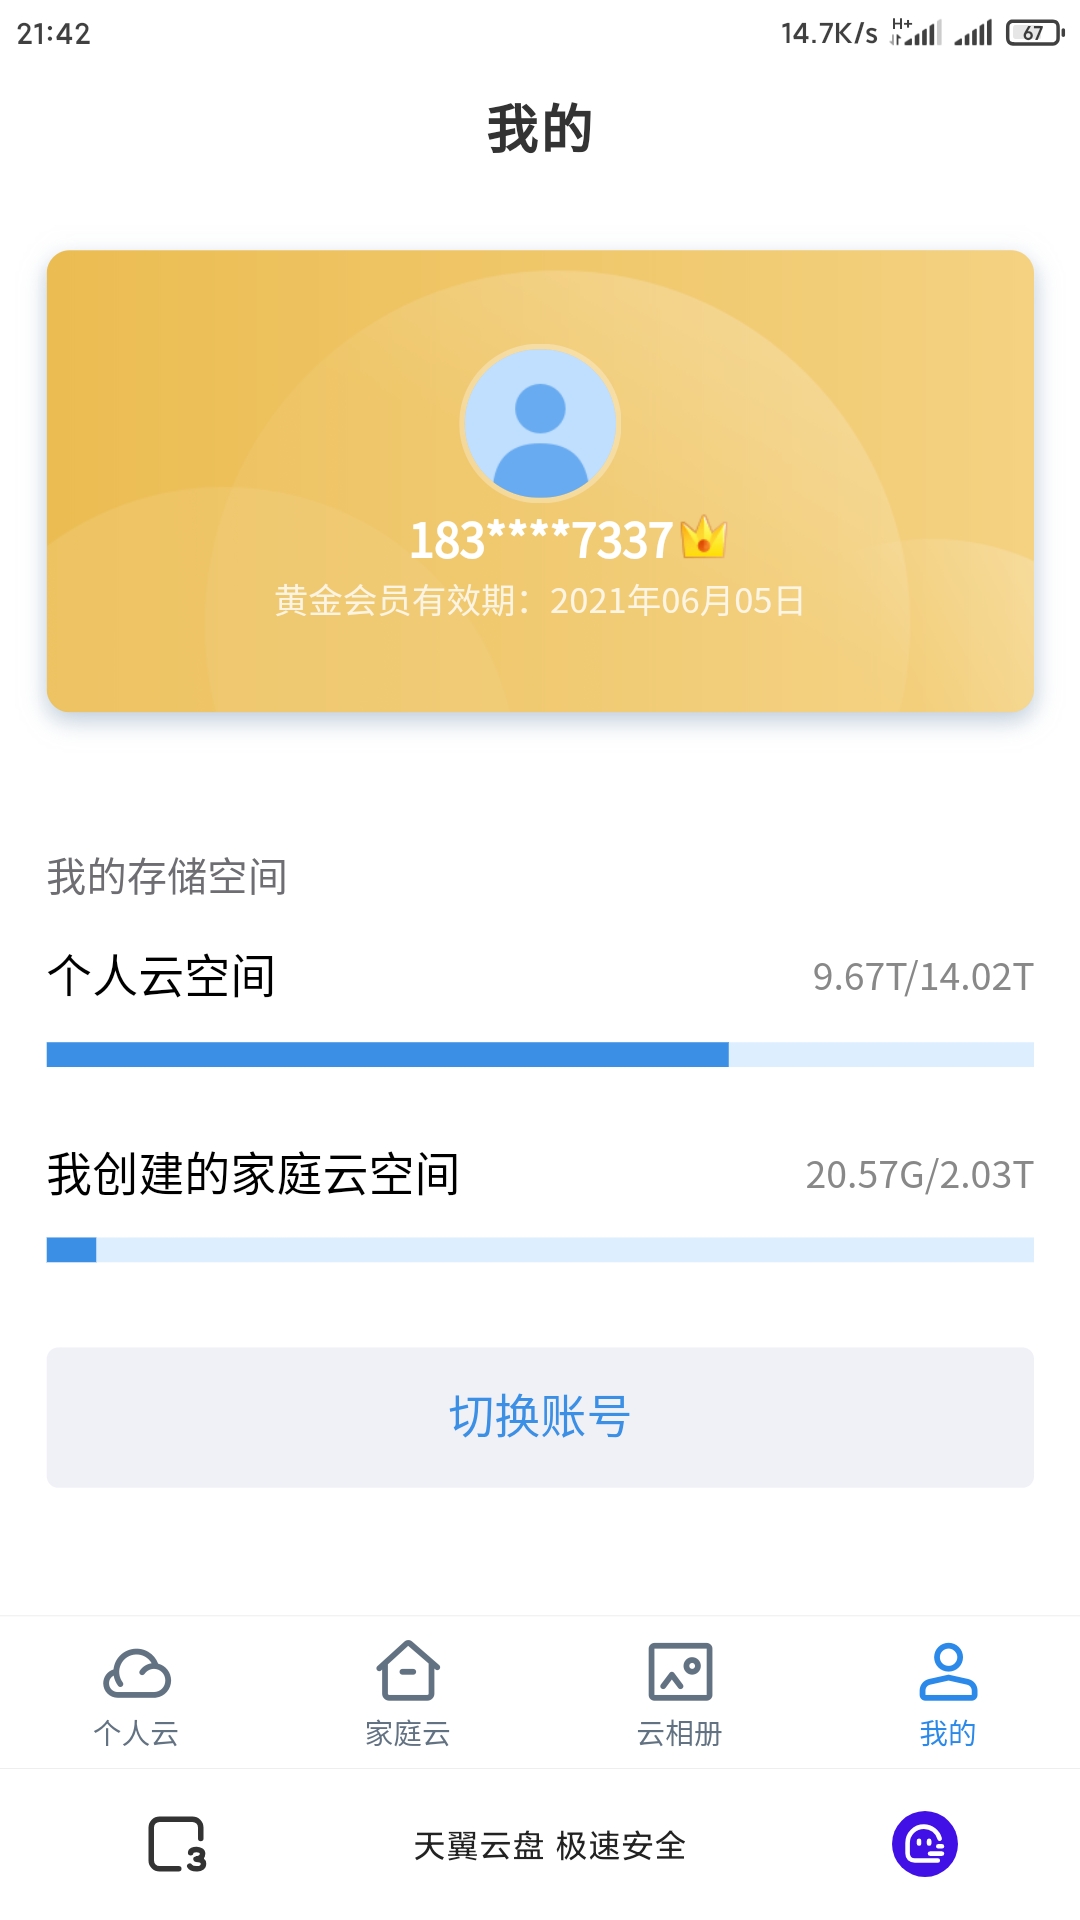 21:42 14.7K/s H+ 67
我的
183****7337
黄金会员有效期：2021年06月05日
我的存储空间
个人云空间 9.67T/14.02T
我创建的家庭云空间 20.57G/2.03T
切换账号
个人云 家庭云 云相册 我的
3 天翼云盘 极速安全